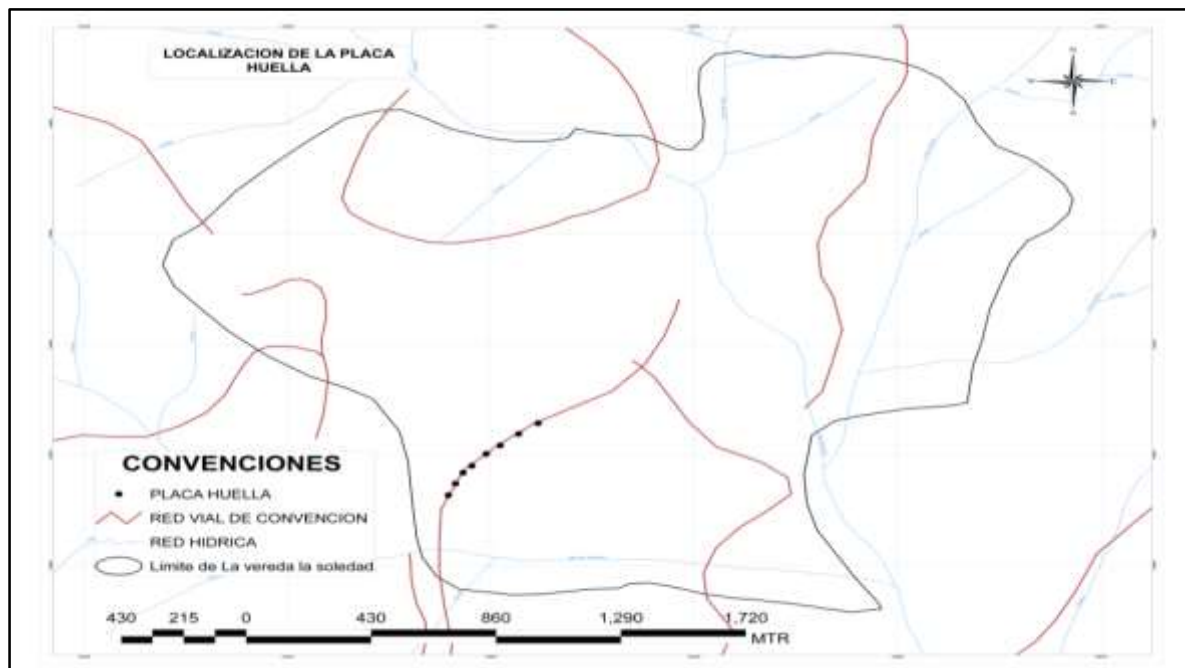 LOCALIZACION DE LA PLACA
HUELLA
CONVENCIONES
PLACA HUELLA
RED VIAL DE CONVENCION
RED HIDRICA
Limite de La vereda la soledad
430 215 0 430 860 1,290 1,720
MTR